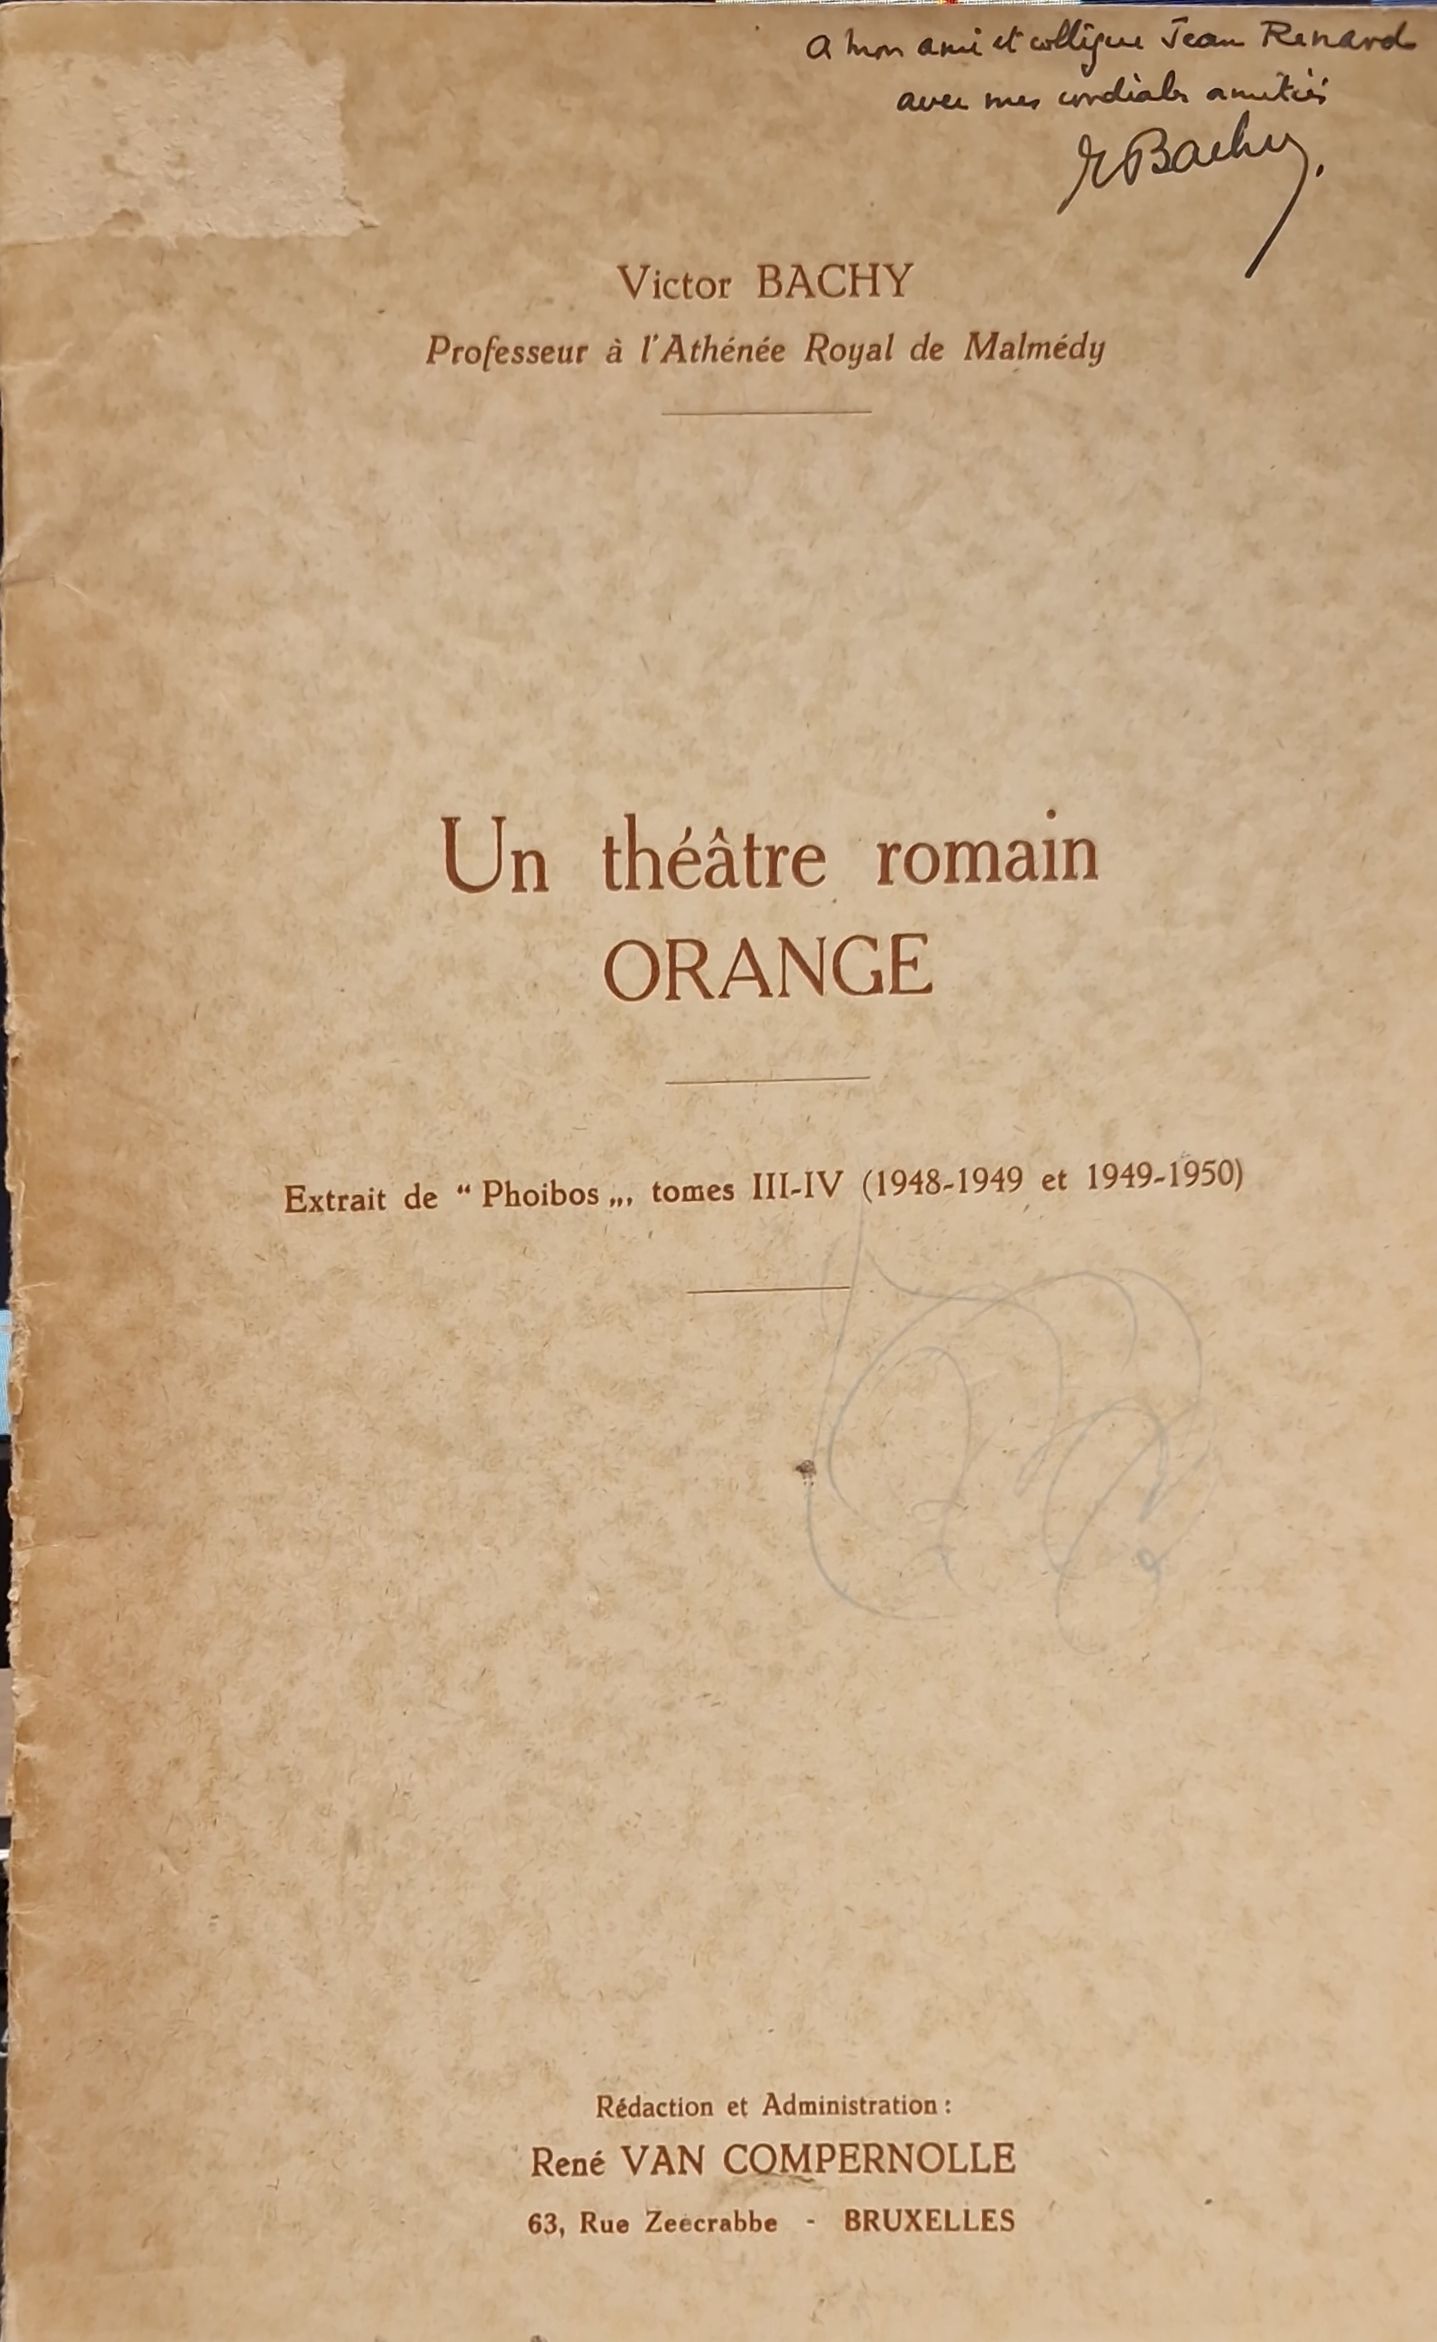 A mon ami et collègue Jean Renard
avec mes cordiales amitiés
VBachy.
Victor BACHY
Professeur à l'Athénée Royal de Malmédy
Un théâtre romain
ORANGE
Extrait de “ Phoibos „, tomes III-IV (1948-1949 et 1949-1950)
Rédaction et Administration :
René VAN COMPERNOLLE
63, Rue Zeecrabbe - BRUXELLES